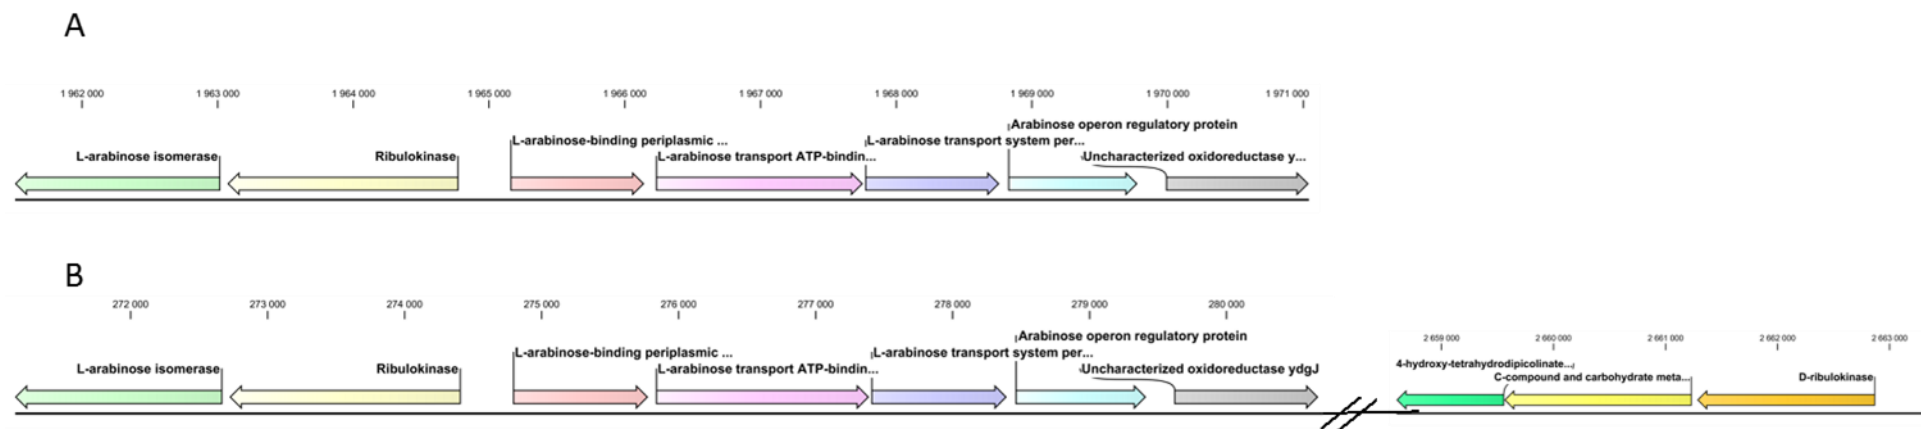 A
1 962 000 1 963 000 1 964 000 1 965 000 1 966 000 1 967 000 1 968 000 1 969 000 1 970 000 1 971 000
Arabinose operon regulatory protein
L-arabinose-binding periplasmic ... L-arabinose transport system per...
L-arabinose isomerase Ribulokinase L-arabinose transport ATP-bindin... Uncharacterized oxidoreductase y...
B
272 000 273 000 274 000 275 000 276 000 277 000 278 000 279 000 280 000
Arabinose operon regulatory protein 2 659 000 2 660 000 2 661 000 2 662 000 2 663 000
L-arabinose-binding periplasmic ... L-arabinose transport system per...
4-hydroxy-tetrahydrodipicolinate...
L-arabinose isomerase Ribulokinase L-arabinose transport ATP-bindin... Uncharacterized oxidoreductase ydgJ
C-compound and carbohydrate meta... D-ribulokinase